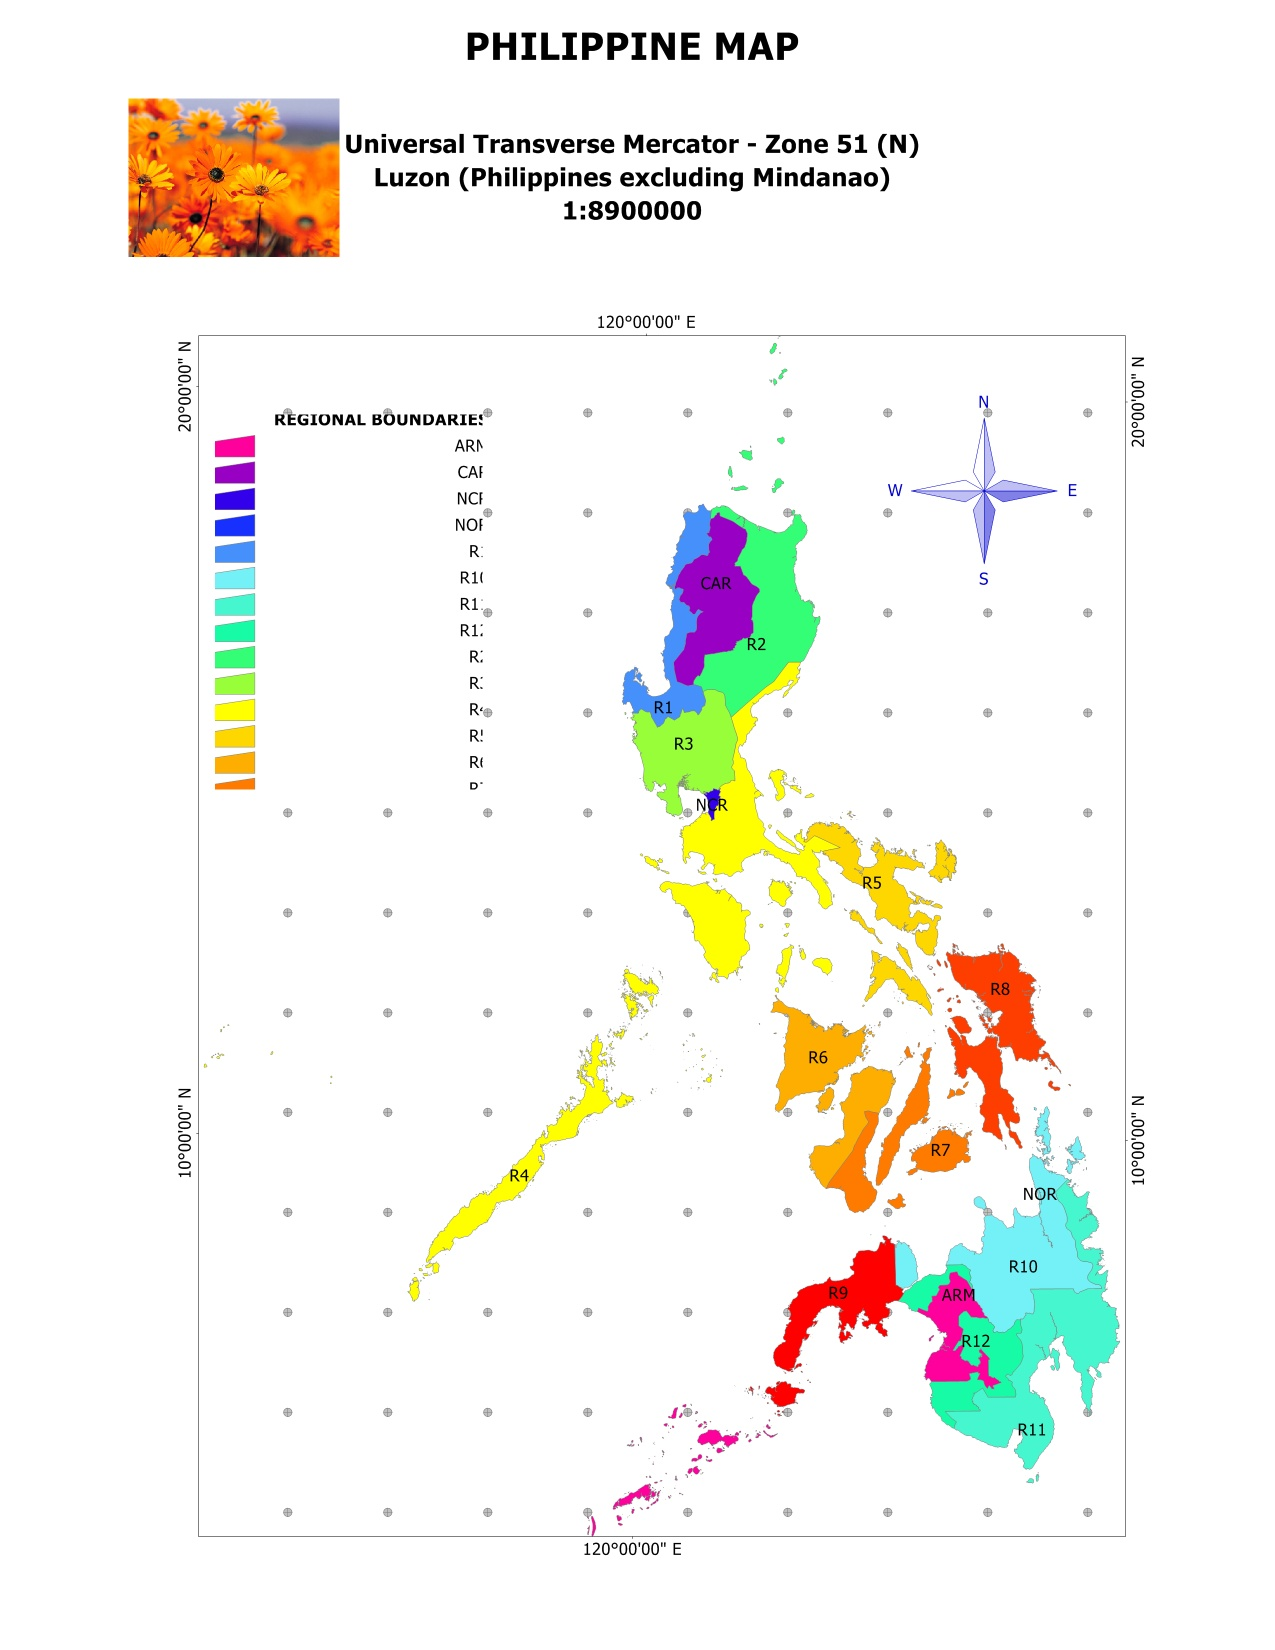 PHILIPPINE MAP
Universal Transverse Mercator - Zone 51 (N)
Luzon (Philippines excluding Mindanao)
1:8900000
120°00'00" E
20°00'00" N
20°00'00" N
REGIONAL BOUNDARIES
N
W
E
S
CAR
R2
R1
R3
NCR
R5
R8
R6
10°00'00" N
10°00'00" N
R7
R4
NOR
R10
R9
ARM
R12
R11
120°00'00" E